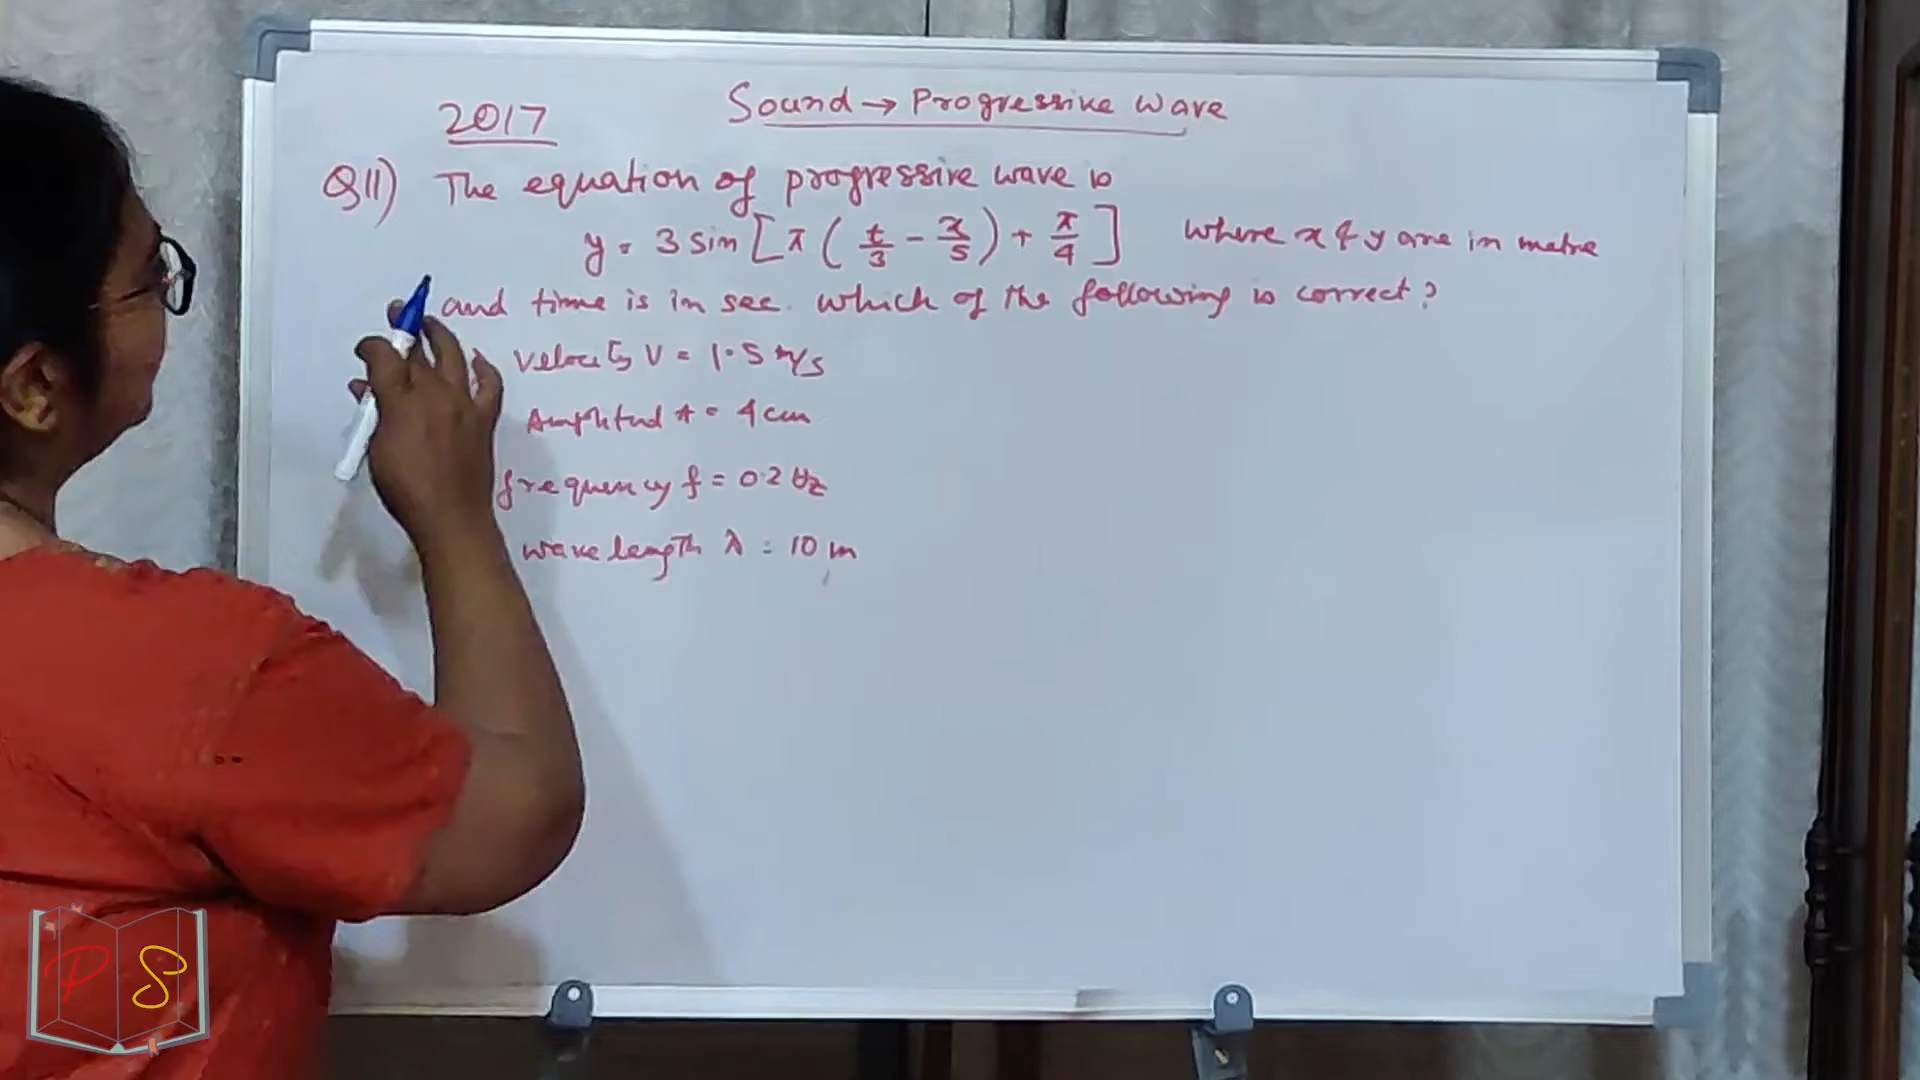 2017
Sound → Progressive wave
Q11) The equation of progressive wave is
y = 3 sin [π (t/3 - x/5) + π/4] where x & y are in metre
and time is in sec. which of the following is correct?
velocity V = 1.5 m/s
Amplitud A = 4 cm
frequency f = 0.2 Hz
wave length λ = 10 m
P S